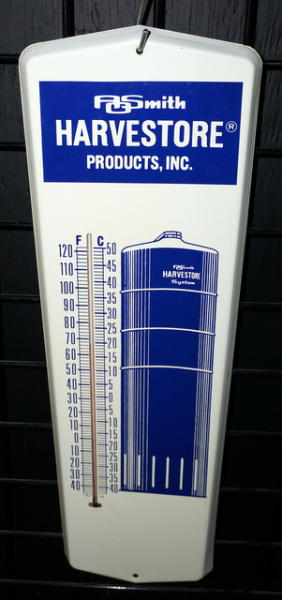 AOSmith
HARVESTORE®
PRODUCTS, INC.
F C
120 50
110 45
100 40
90 35
80 30
70 25
60 20
50 15
40 10
30 5
20 0
10 5
0 10
10 15
20 20
30 25
40 30
35
40
AOSmith
HARVESTORE
System